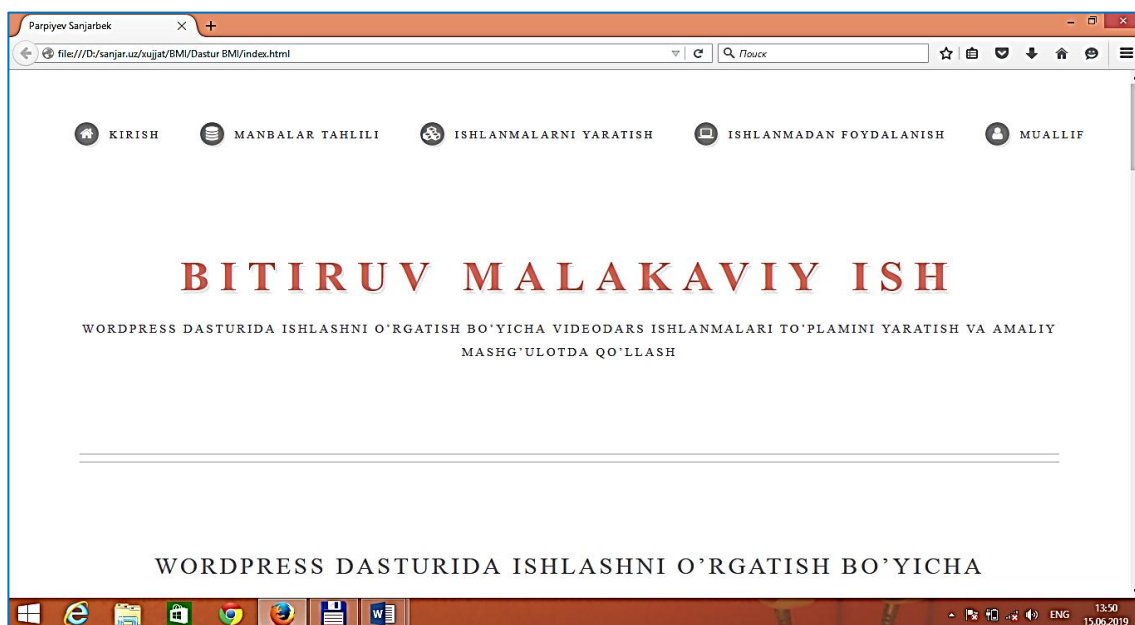 Parpiyev Sanjarbek
file:///D:/sanjar.uz/xujjat/BMI/Dastur BMI/index.html
Поиск
KIRISH
MANBALAR TAHLILI
ISHLANMALARNI YARATISH
ISHLANMADAN FOYDALANISH
MUALLIF
BITIRUV MALAKAVIY ISH
WORDPRESS DASTURIDA ISHLASHNI O’RGATISH BO’YICHA VIDEODARS ISHLANMALARI TO’PLAMINI YARATISH VA AMALIY
MASHG’ULOTDA QO’LLASH
WORDPRESS DASTURIDA ISHLASHNI O’RGATISH BO’YICHA
ENG
13:50
15.06.2019